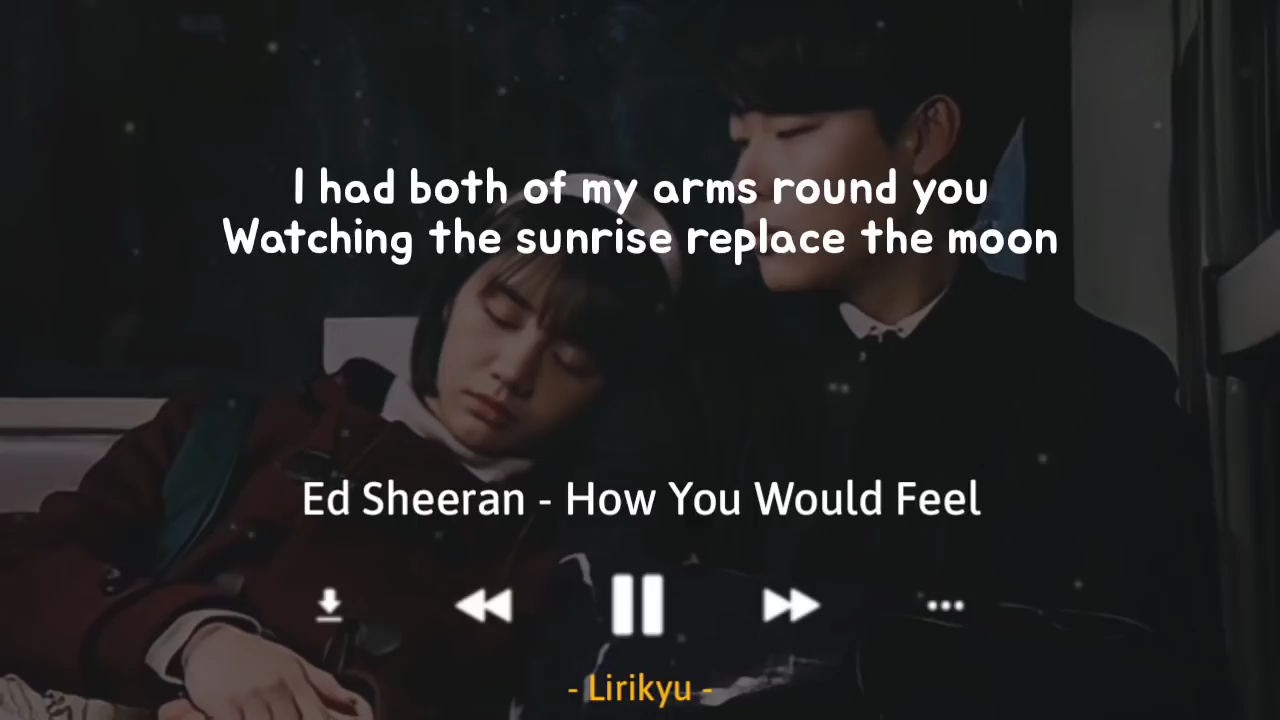 I had both of my arms round you
Watching the sunrise replace the moon
Ed Sheeran - How You Would Feel
- Lirikyu -